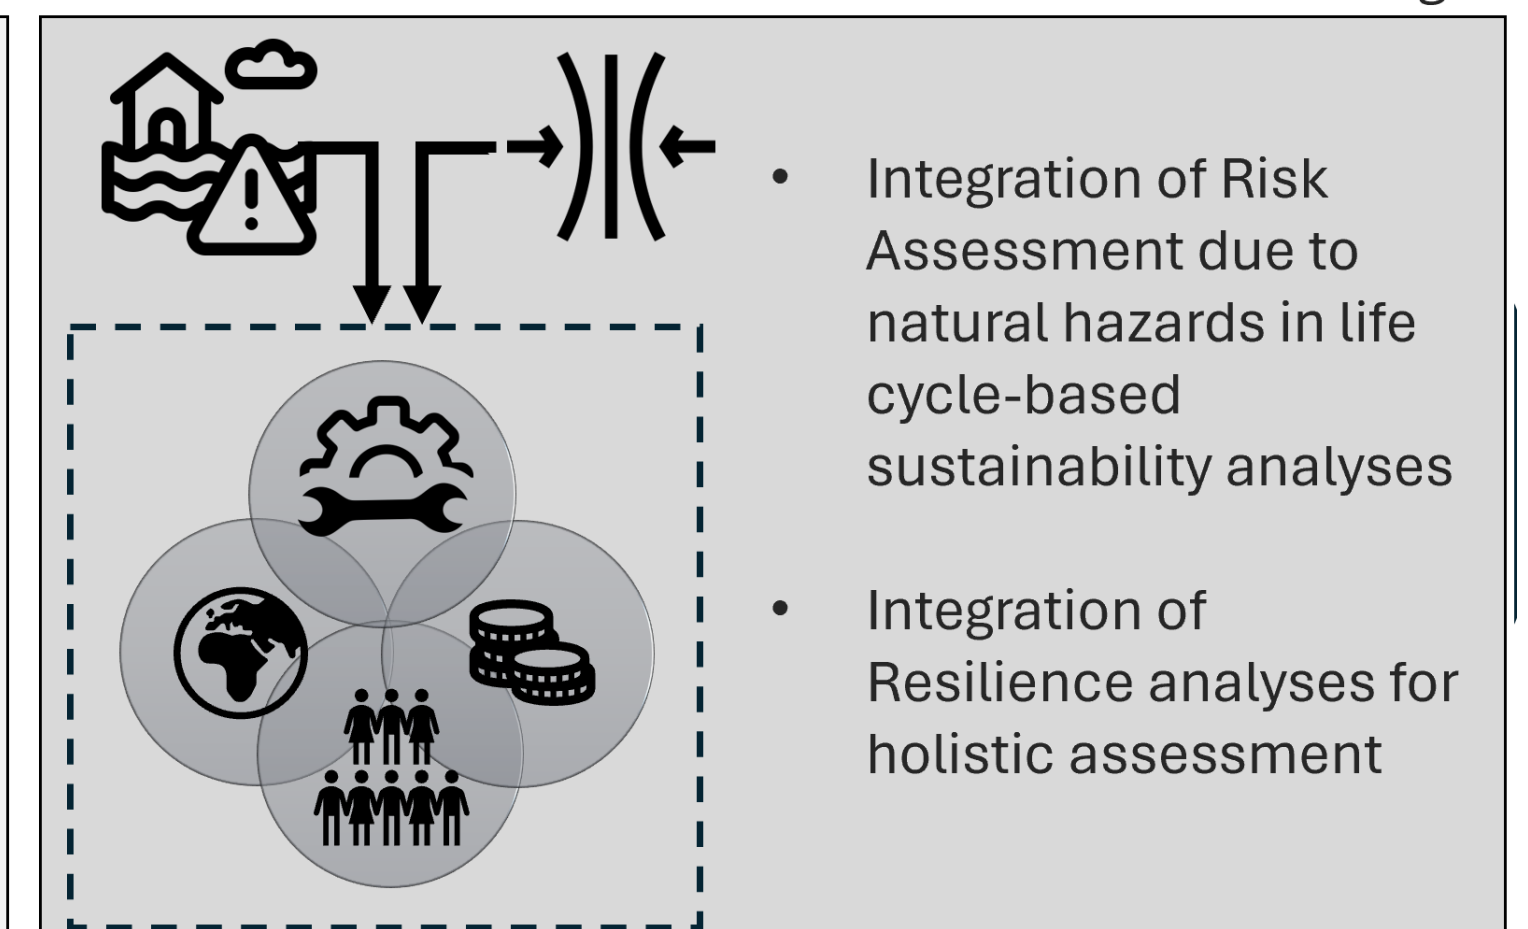 • Integration of Risk
Assessment due to
natural hazards in life
cycle-based
sustainability analyses
• Integration of
Resilience analyses for
holistic assessment